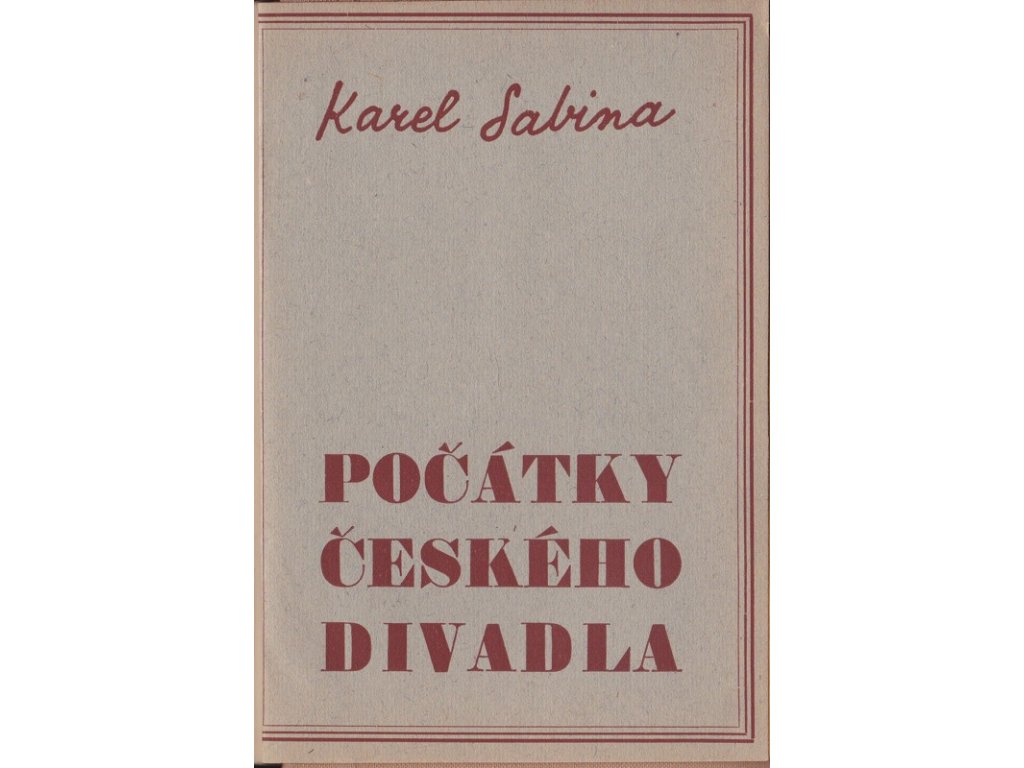 Karel Sabina
POČÁTKY
ČESKÉHO
DIVADLA